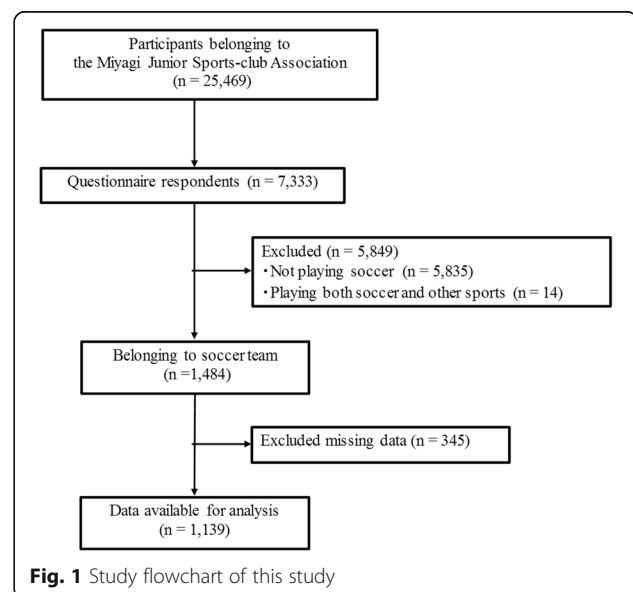 Participants belonging to
the Miyagi Junior Sports-club Association
(n = 25,469)
Questionnaire respondents (n = 7,333)
Excluded (n = 5,849)
・Not playing soccer (n = 5,835)
・Playing both soccer and other sports (n = 14)
Belonging to soccer team
(n =1,484)
Excluded missing data (n = 345)
Data available for analysis
(n = 1,139)
Fig. 1 Study flowchart of this study